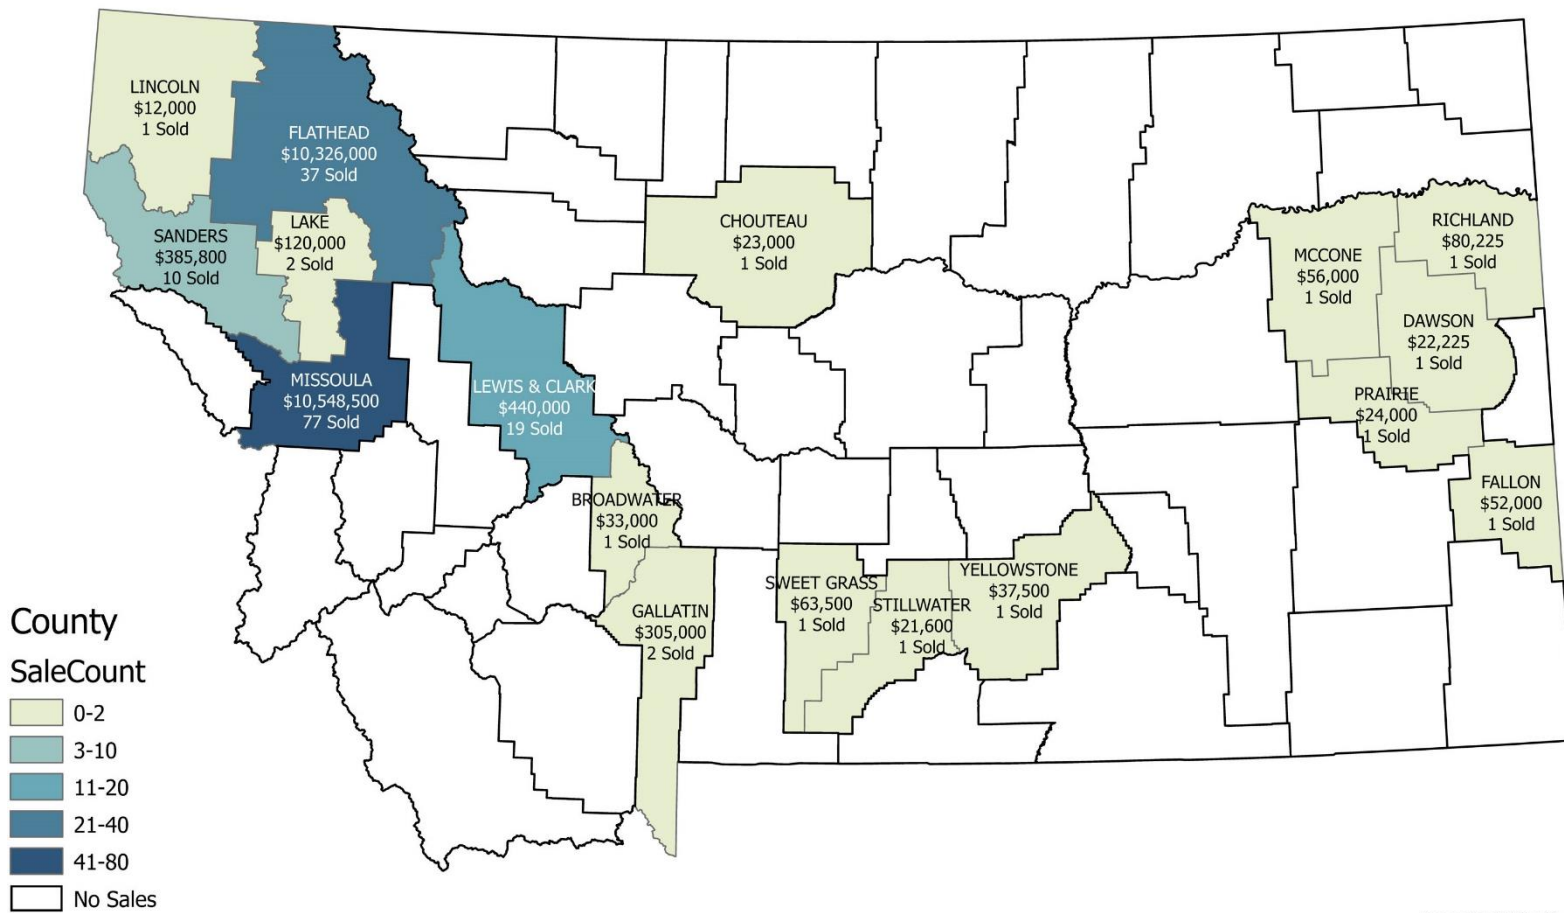 LINCOLN
$12,000
1 Sold
FLATHEAD
$10,326,000
37 Sold
SANDERS
$385,800
10 Sold
LAKE
$120,000
2 Sold
CHOUTEAU
$23,000
1 Sold
RICHLAND
$80,225
1 Sold
MCCONE
$56,000
1 Sold
DAWSON
$22,225
1 Sold
MISSOULA
$10,548,500
77 Sold
LEWIS & CLARK
$440,000
19 Sold
PRAIRIE
$24,000
1 Sold
FALLON
$52,000
1 Sold
BROADWATER
$33,000
1 Sold
GALLATIN
$305,000
2 Sold
SWEET GRASS
$63,500
1 Sold
STILLWATER
$21,600
1 Sold
YELLOWSTONE
$37,500
1 Sold
County
SaleCount
0-2
3-10
11-20
21-40
41-80
No Sales